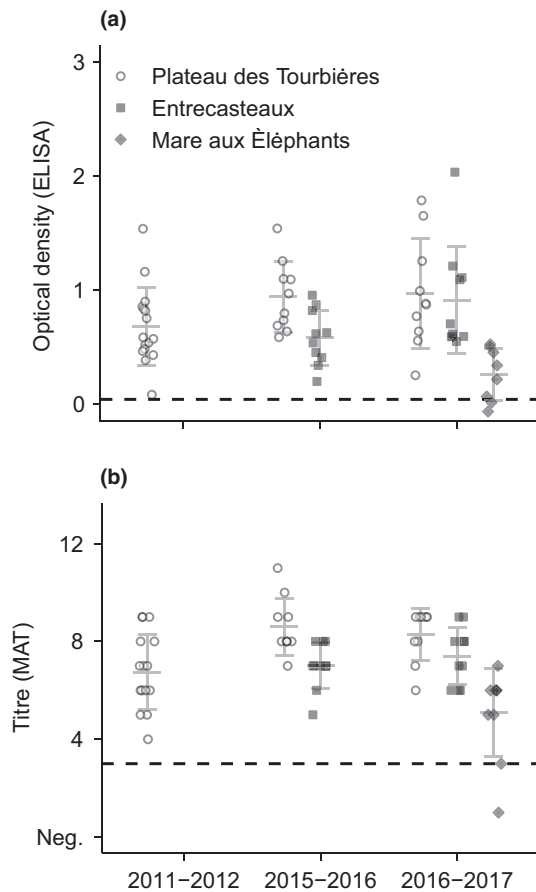 (a)
3
2
1
0
Optical density (ELISA)
Plateau des Tourbières
Entrecasteaux
Mare aux Èlėphants
(b)
12
8
4
Neg.
Titre (MAT)
2011−2012
2015−2016
2016−2017